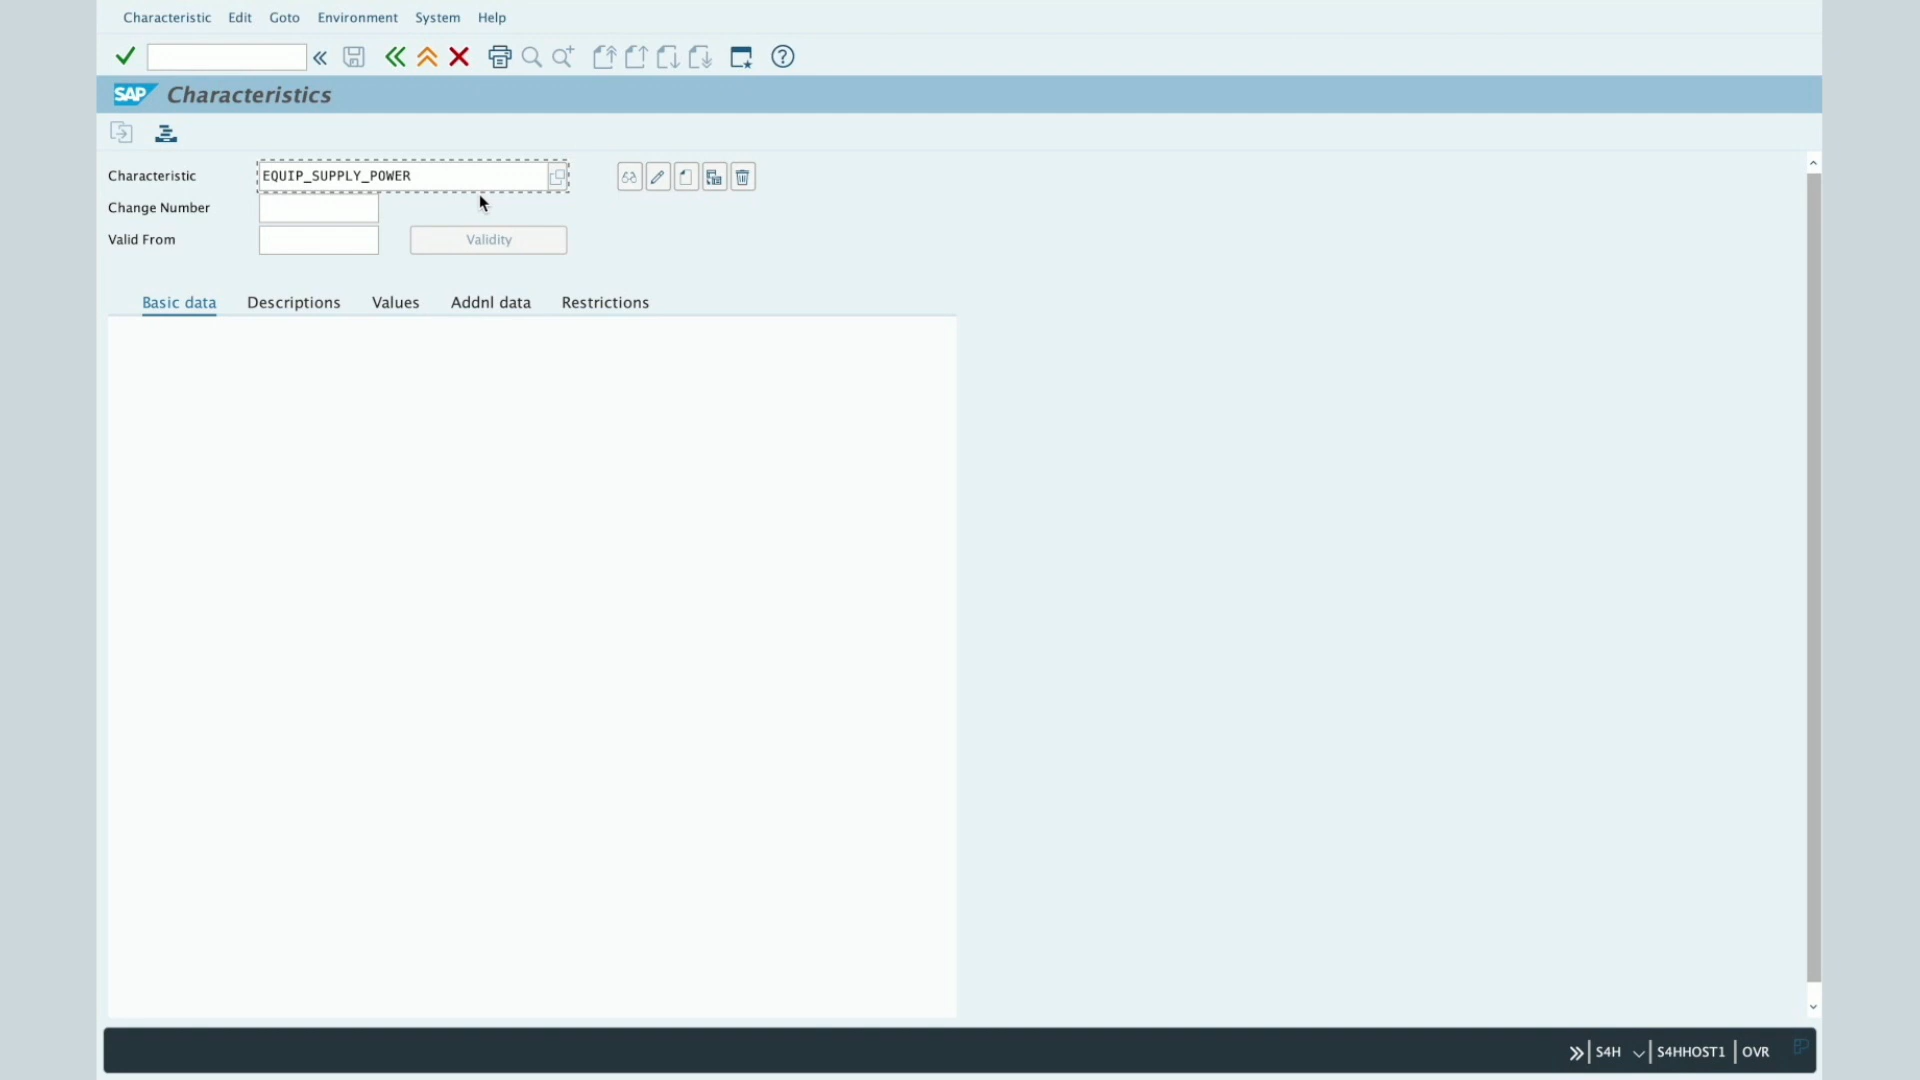 Characteristic Edit Goto Environment System Help
SAP Characteristics
Characteristic EQUIP_SUPPLY_POWER
Change Number
Valid From Validity
Basic data Descriptions Values Addnl data Restrictions
S4H S4HHOST1 OVR